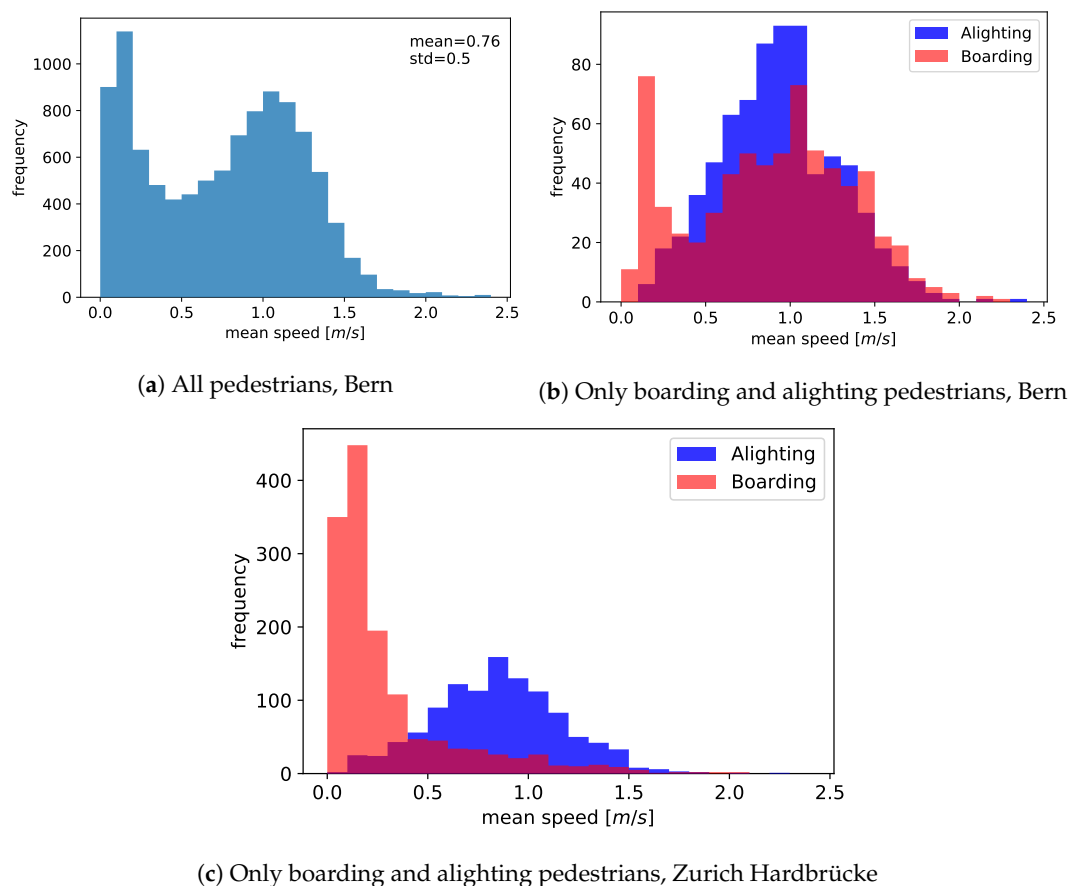 mean=0.76
std=0.5
frequency
1000
800
600
400
200
0
0.0 0.5 1.0 1.5 2.0 2.5
mean speed [m/s]
(a) All pedestrians, Bern
Alighting
Boarding
frequency
80
60
40
20
0
0.0 0.5 1.0 1.5 2.0 2.5
mean speed [m/s]
(b) Only boarding and alighting pedestrians, Bern
Alighting
Boarding
frequency
400
300
200
100
0
0.0 0.5 1.0 1.5 2.0 2.5
mean speed [m/s]
(c) Only boarding and alighting pedestrians, Zurich Hardbrücke